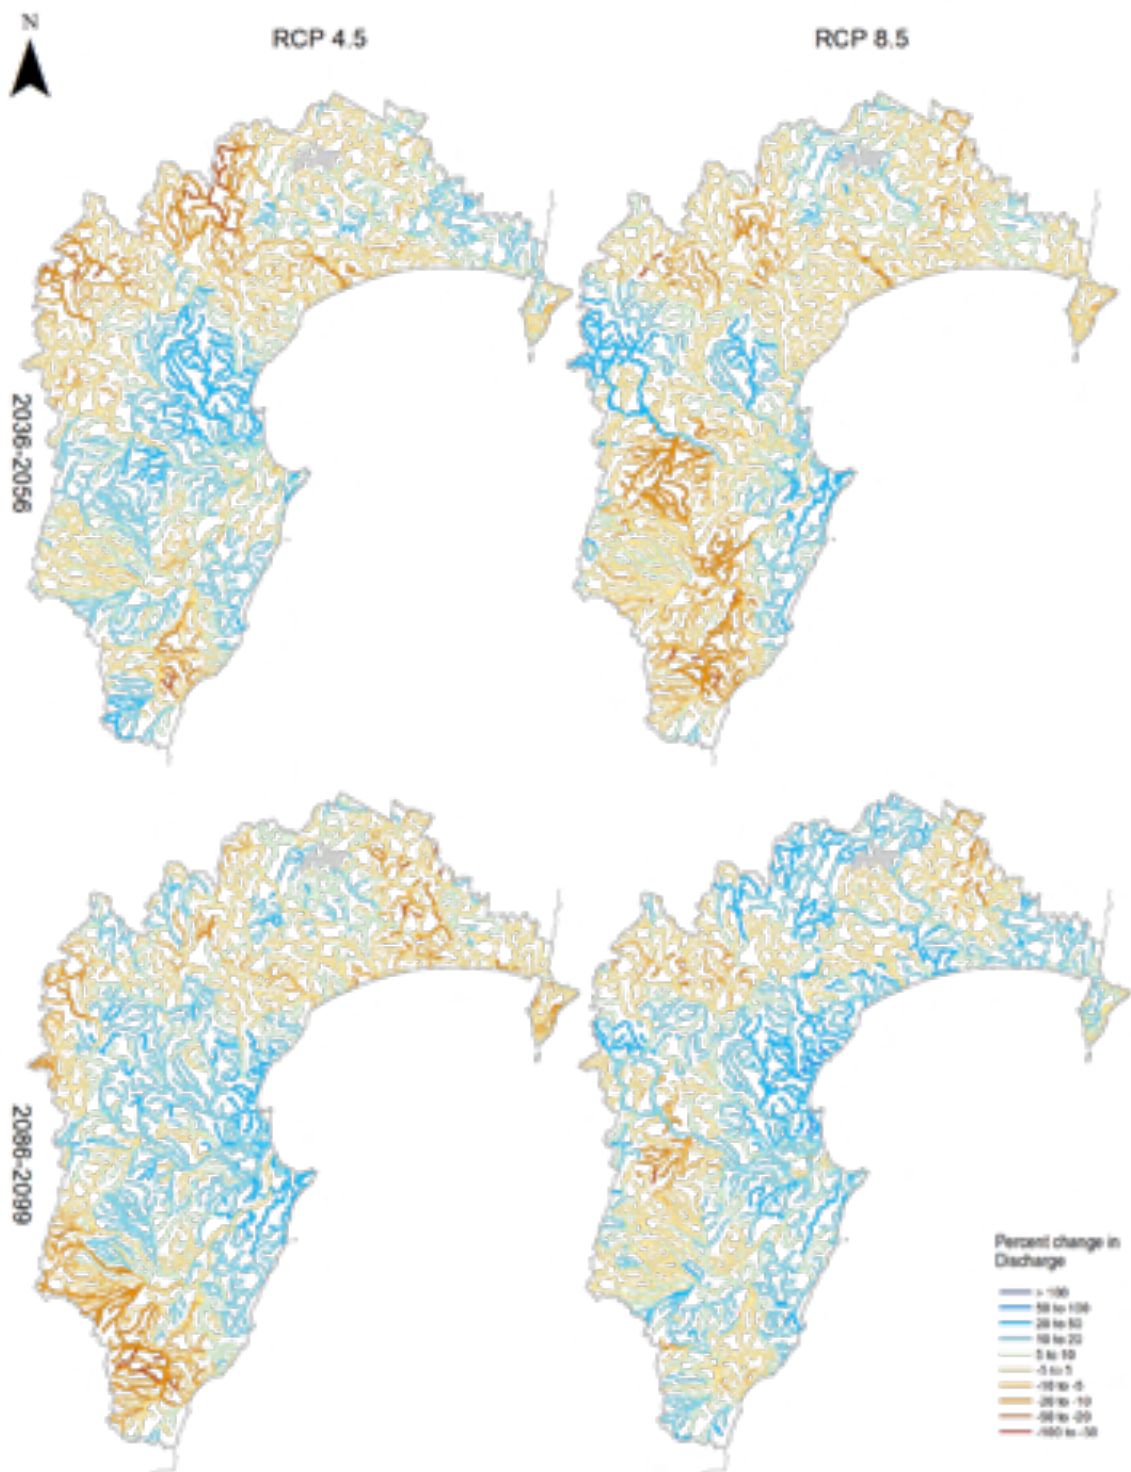 N
RCP 4.5
RCP 8.5
2036-2056
2086-2099
Percent change in
Discharge
> 100
50 to 100
20 to 50
10 to 20
5 to 10
-5 to 5
-10 to -5
-20 to -10
-50 to -20
-100 to -50